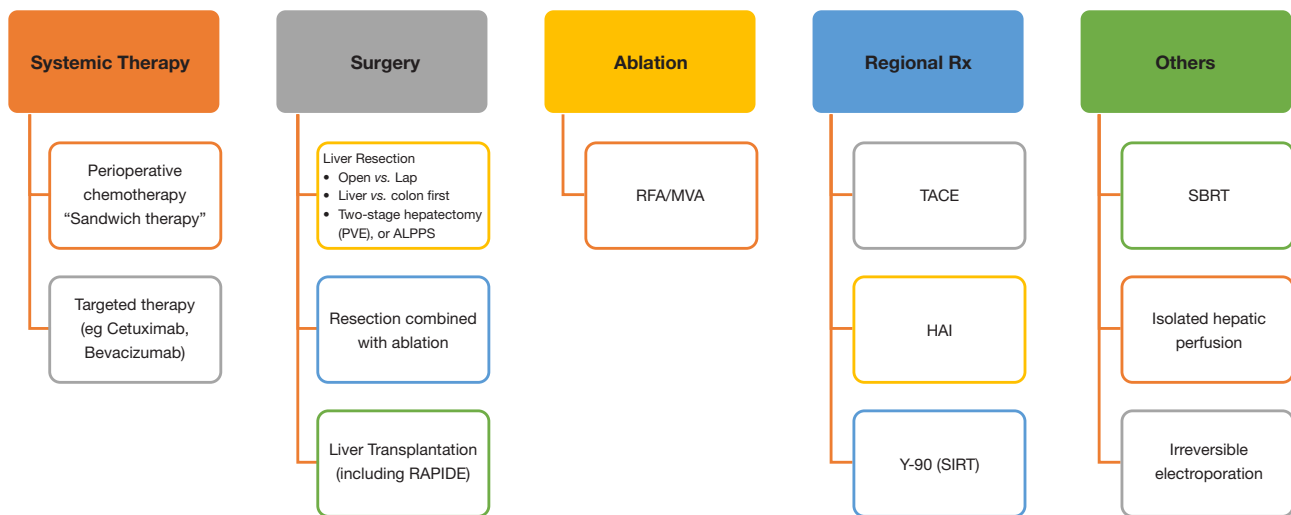 Systemic Therapy
Perioperative
chemotherapy
“Sandwich therapy”
Targeted therapy
(eg Cetuximab,
Bevacizumab)
Surgery
Liver Resection
• Open vs. Lap
• Liver vs. colon first
• Two-stage hepatectomy
(PVE), or ALPPS
Resection combined
with ablation
Liver Transplantation
(including RAPIDE)
Ablation
RFA/MVA
Regional Rx
TACE
HAI
Y-90 (SIRT)
Others
SBRT
Isolated hepatic
perfusion
Irreversible
electroporation